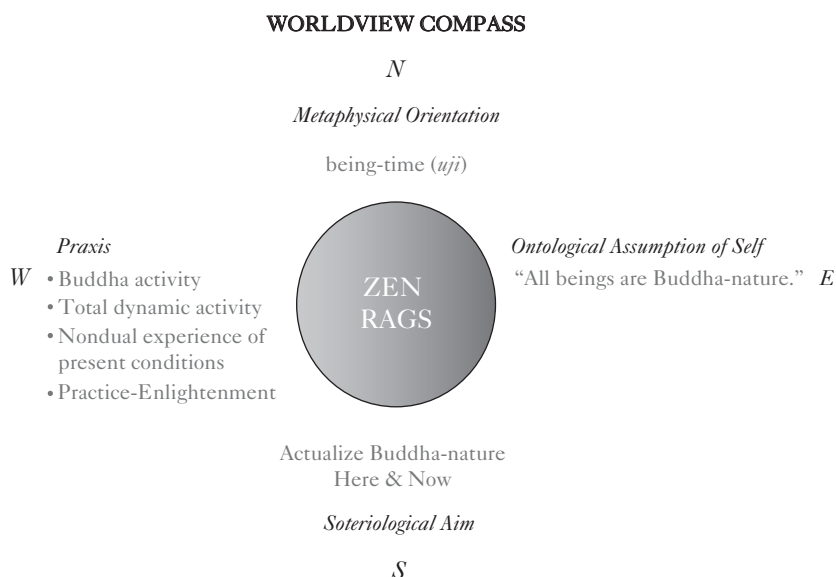 WORLDVIEW COMPASS
N
Metaphysical Orientation
being-time (uji)
Praxis
W
• Buddha activity
• Total dynamic activity
• Nondual experience of
present conditions
• Practice-Enlightenment
ZEN
RAGS
Ontological Assumption of Self
“All beings are Buddha-nature.” E
Actualize Buddha-nature
Here & Now
Soteriological Aim
S